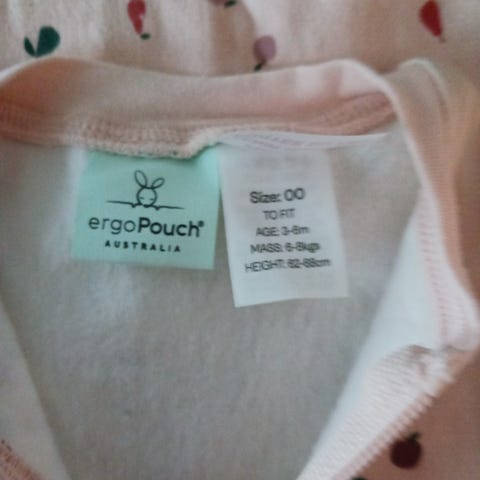 ergoPouch®
AUSTRALIA
Size: 00
TO FIT
AGE: 3-6m
MASS: 6-8kgs
HEIGHT: 62-68cm